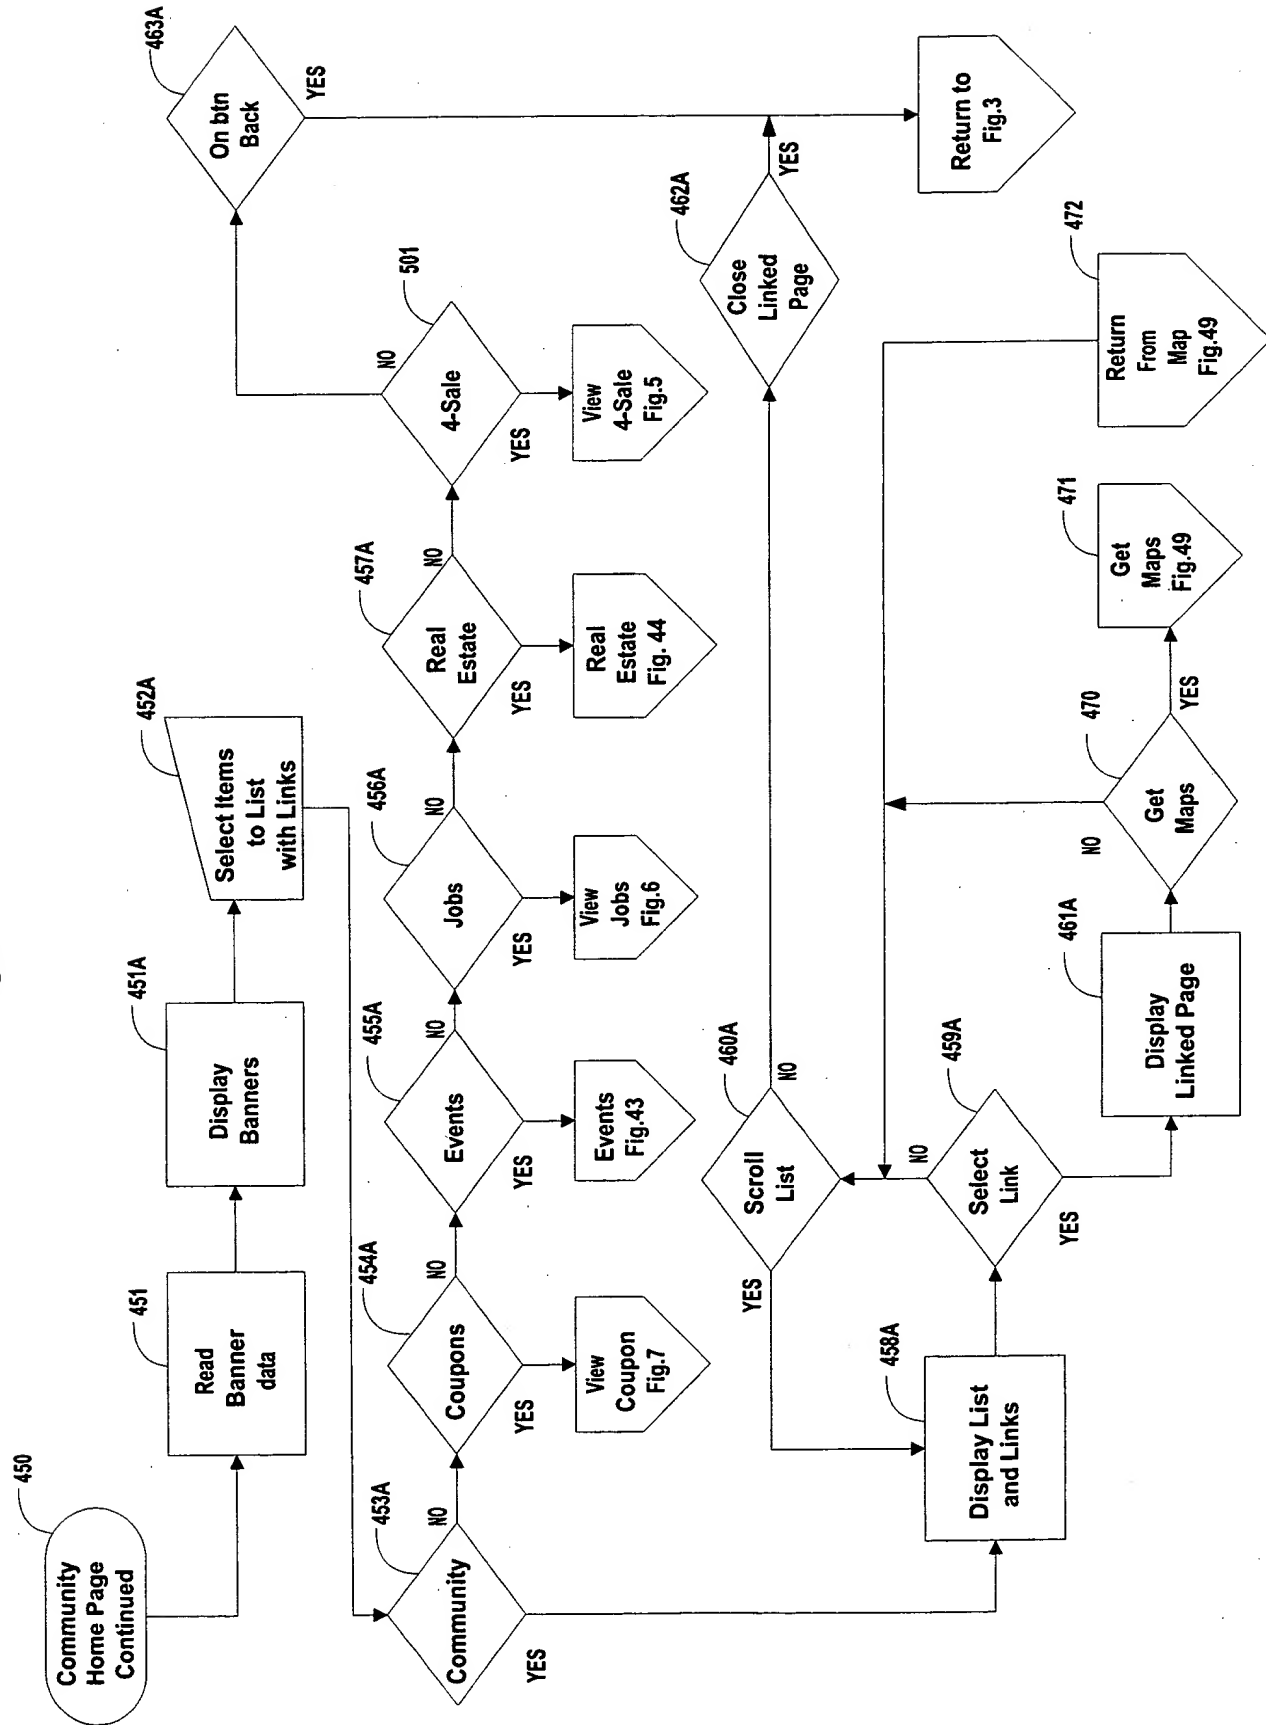 450
Community
Home Page
Continued
451
Read
Banner
data
451A
Display
Banners
452A
Select Items
to List
with Links
463A
On btn
Back
YES
453A
Community
NO
YES
454A
Coupons
NO
YES
View
Coupon
Fig.7
455A
Events
NO
YES
Events
Fig.43
456A
Jobs
NO
YES
View
Jobs
Fig.6
457A
Real
Estate
NO
YES
Real
Estate
Fig. 44
501
4-Sale
NO
YES
View
4-Sale
Fig.5
460A
Scroll
List
YES
NO
462A
Close
Linked
Page
YES
Return to
Fig.3
458A
Display List
and Links
459A
Select
Link
NO
YES
461A
Display
Linked Page
470
Get
Maps
NO
YES
471
Get
Maps
Fig.49
472
Return
From
Map
Fig.49